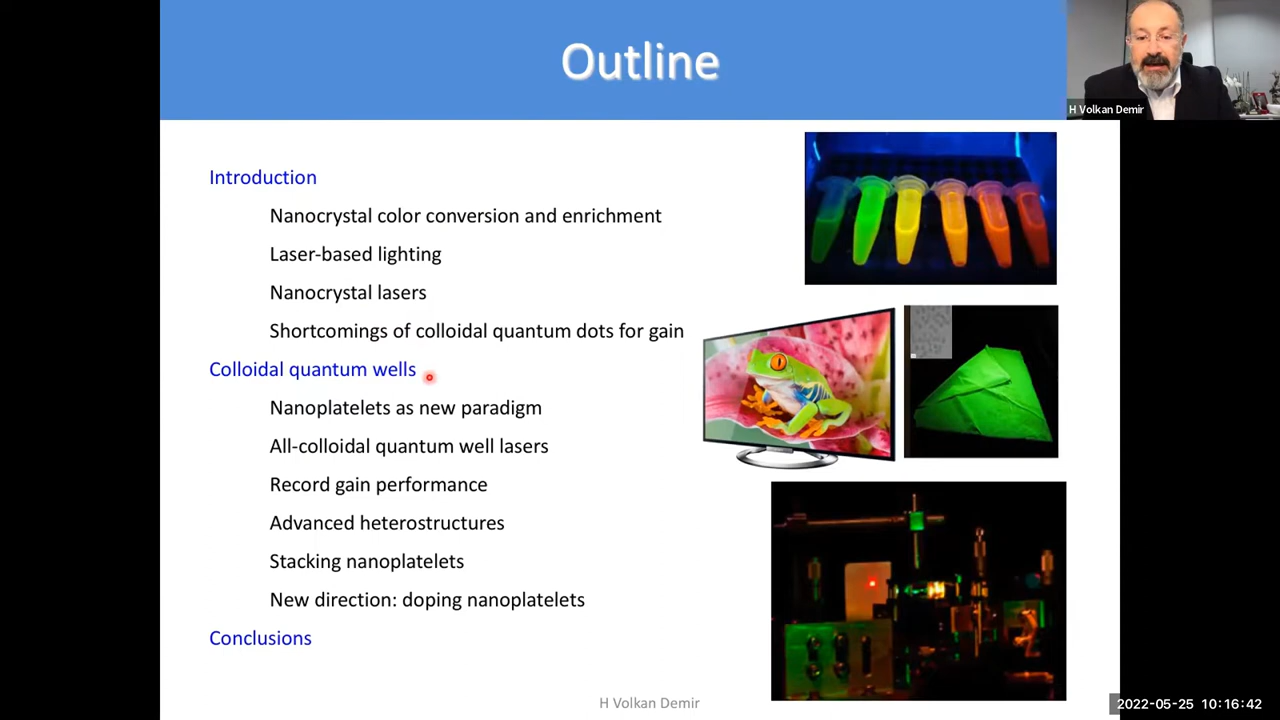 Outline
H Volkan Demir
Introduction
Nanocrystal color conversion and enrichment
Laser-based lighting
Nanocrystal lasers
Shortcomings of colloidal quantum dots for gain
Colloidal quantum wells
Nanoplatelets as new paradigm
All-colloidal quantum well lasers
Record gain performance
Advanced heterostructures
Stacking nanoplatelets
New direction: doping nanoplatelets
Conclusions
H Volkan Demir
2022-05-25 10:16:42